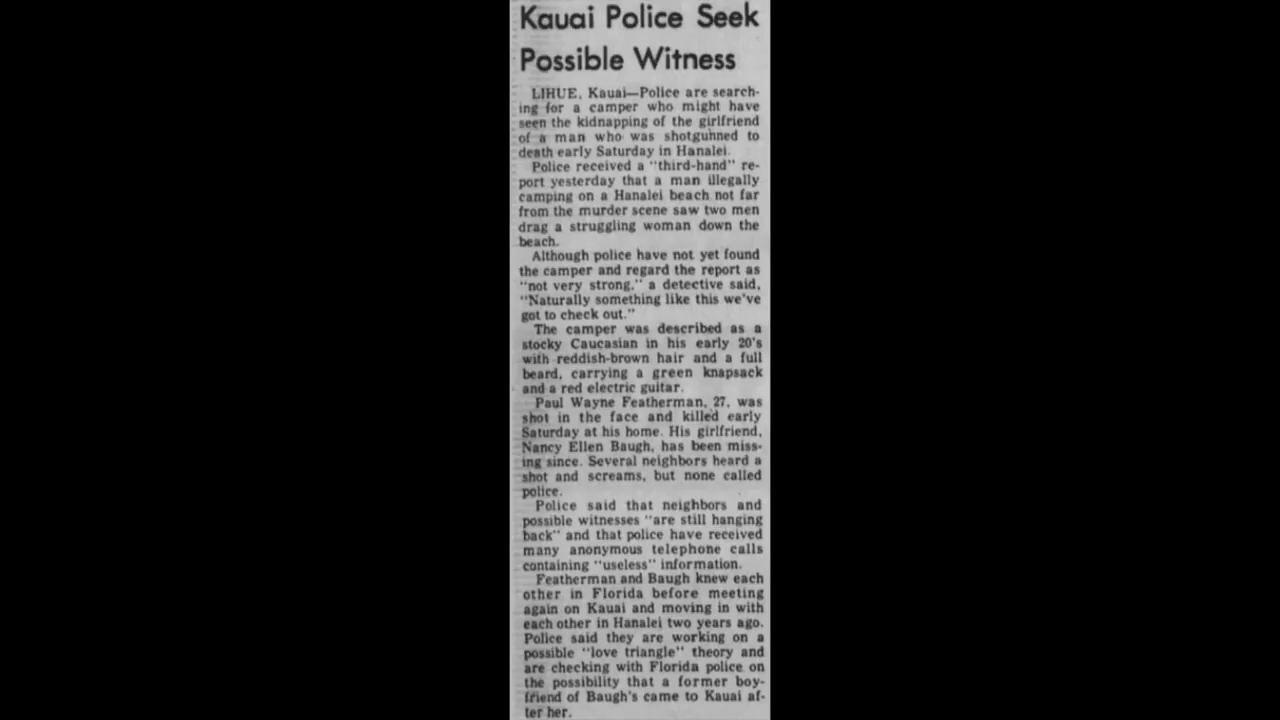 Kauai Police Seek
Possible Witness
LIHUE, Kauai—Police are search-
ing for a camper who might have
seen the kidnapping of the girlfriend
of a man who was shotgunned to
death early Saturday in Hanalei.
Police received a "third-hand" re-
port yesterday that a man illegally
camping on a Hanalei beach not far
from the murder scene saw two men
drag a struggling woman down the
beach.
Although police have not yet found
the camper and regard the report as
"not very strong," a detective said,
"Naturally something like this we've
got to check out."
The camper was described as a
stocky Caucasian in his early 20's
with reddish-brown hair and a full
beard, carrying a green knapsack
and a red electric guitar.
Paul Wayne Featherman, 27, was
shot in the face and killed early
Saturday at his home. His girlfriend,
Nancy Ellen Baugh, has been miss-
ing since. Several neighbors heard a
shot and screams, but none called
police.
Police said that neighbors and
possible witnesses "are still hanging
back" and that police have received
many anonymous telephone calls
containing "useless" information.
Featherman and Baugh knew each
other in Florida before meeting
again on Kauai and moving in with
each other in Hanalei two years ago.
Police said they are working on a
possible "love triangle" theory and
are checking with Florida police on
the possibility that a former boy-
friend of Baugh's came to Kauai af-
ter her.